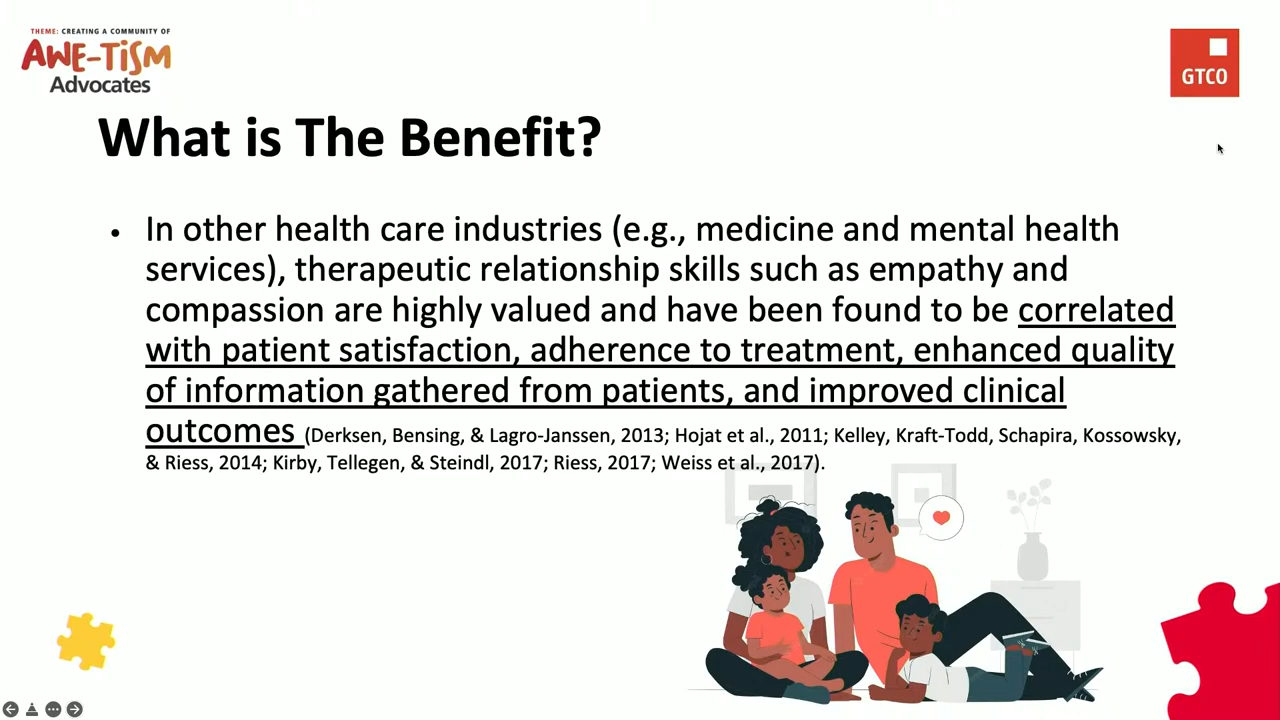 THEME: CREATING A COMMUNITY OF
AWE-TiSM
Advocates
GTCO
What is The Benefit?
• In other health care industries (e.g., medicine and mental health
services), therapeutic relationship skills such as empathy and
compassion are highly valued and have been found to be correlated
with patient satisfaction, adherence to treatment, enhanced quality
of information gathered from patients, and improved clinical
outcomes (Derksen, Bensing, & Lagro-Janssen, 2013; Hojat et al., 2011; Kelley, Kraft-Todd, Schapira, Kossowsky,
& Riess, 2014; Kirby, Tellegen, & Steindl, 2017; Riess, 2017; Weiss et al., 2017).